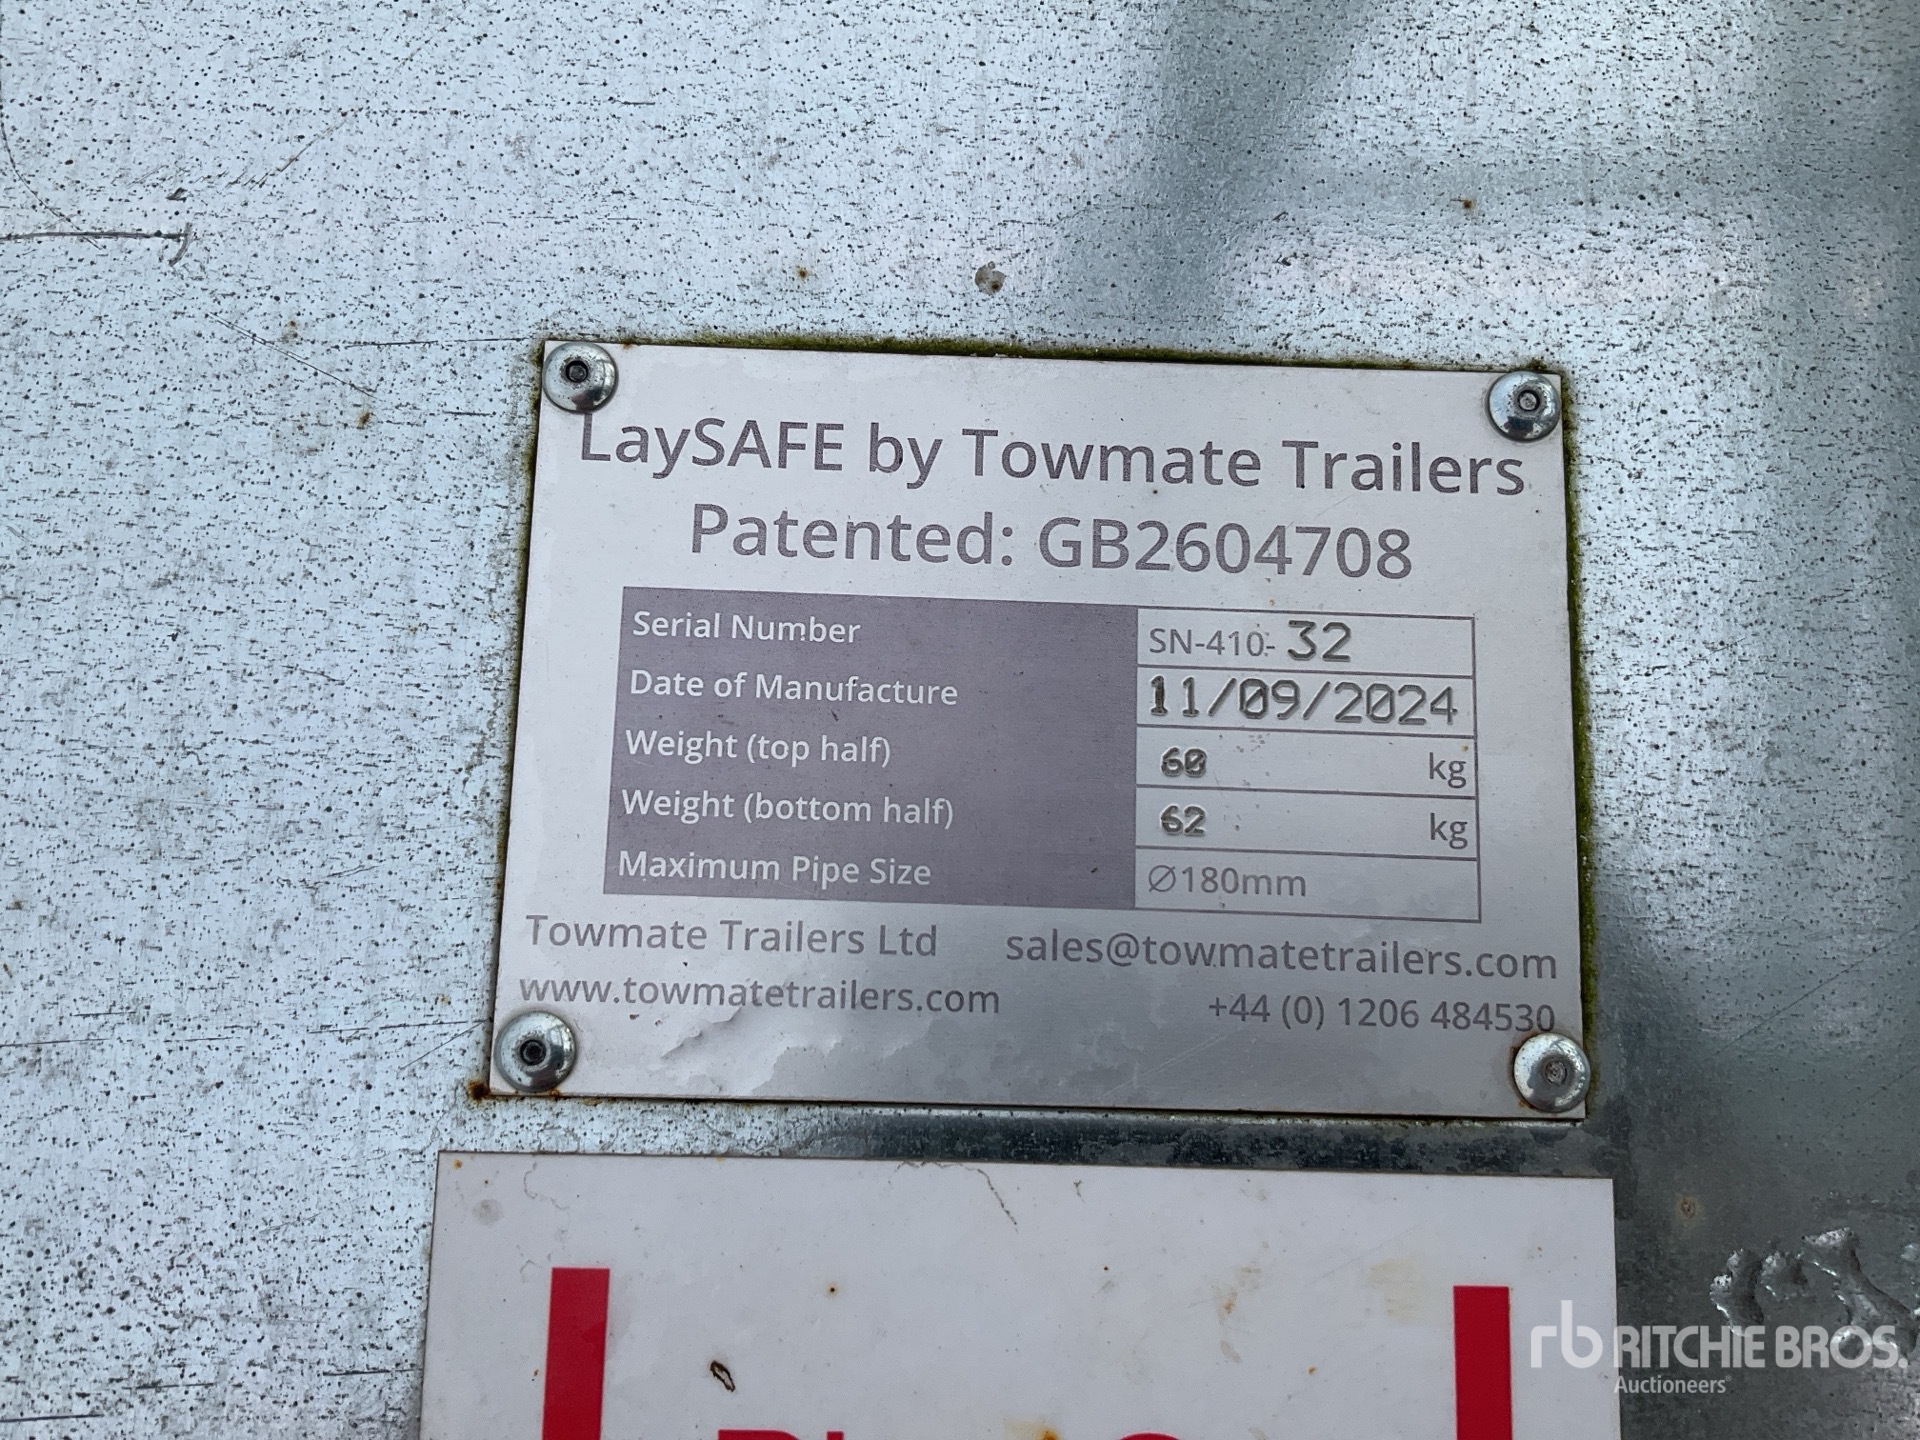 LaySAFE by Towmate Trailers
Patented: GB2604708
Serial Number SN-410- 32
Date of Manufacture 11/09/2024
Weight (top half) 60 kg
Weight (bottom half) 62 kg
Maximum Pipe Size Ø180mm
Towmate Trailers Ltd sales@towmatetrailers.com
www.towmatetrailers.com +44 (0) 1206 484530
rb RITCHIE BROS.
Auctioneers